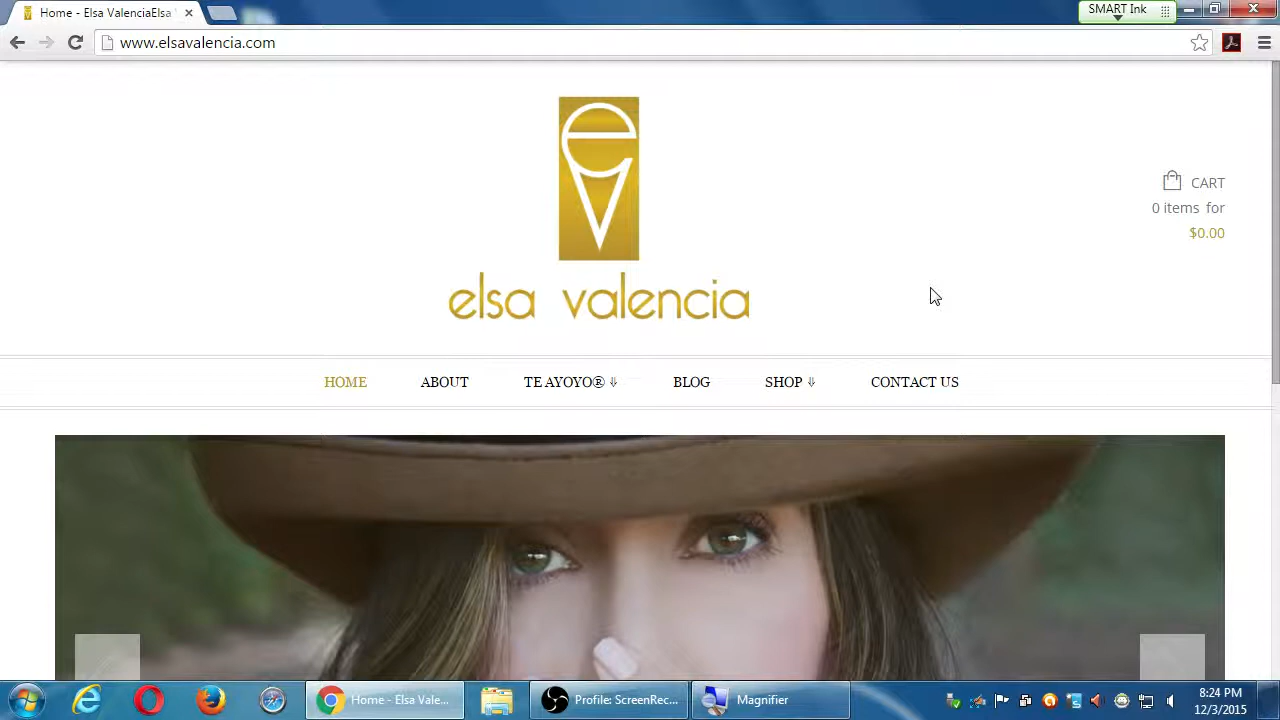 Home - Elsa ValenciaElsa
SMART Ink
www.elsavalencia.com
ev
elsa valencia
CART
0 items for
$0.00
HOME
ABOUT
TE AYOYO® ⇩
BLOG
SHOP ⇩
CONTACT US
Home - Elsa Vale...
Profile: ScreenRec...
Magnifier
8:24 PM
12/3/2015